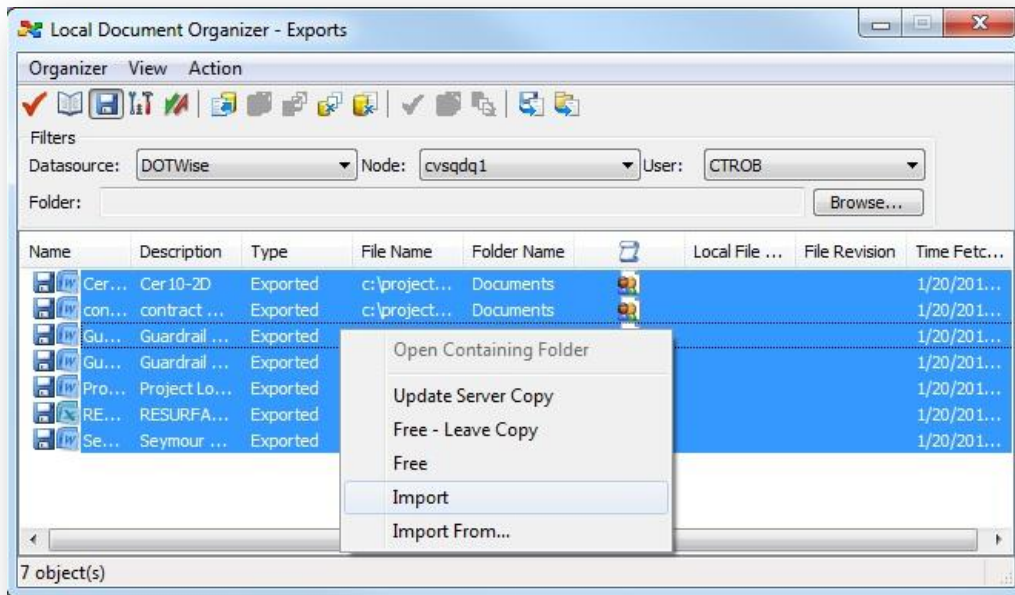 Local Document Organizer - Exports
Organizer View Action
Filters
Datasource: DOTWise Node: cvsqdq1 User: CTROB
Folder: Browse...
Name Description Type File Name Folder Name Local File ... File Revision Time Fetc...
Cer... Cer10-2D Exported c:\project... Documents 1/20/201...
con... contract ... Exported c:\project... Documents 1/20/201...
Gu... Guardrail ... Exported 1/20/201...
Gu... Guardrail ... Exported 1/20/201...
Pro... Project Lo... Exported 1/20/201...
RE... RESURFA... Exported 1/20/201...
Se... Seymour ... Exported 1/20/201...
Open Containing Folder
Update Server Copy
Free - Leave Copy
Free
Import
Import From...
7 object(s)